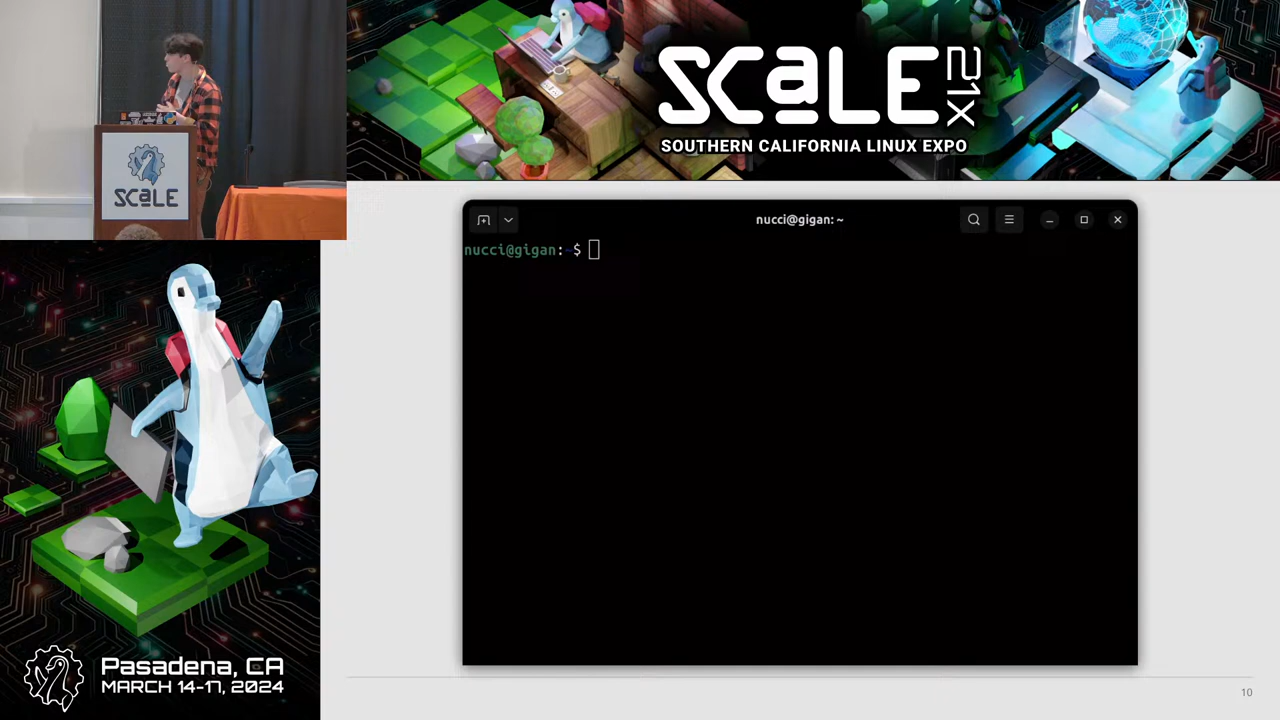 SCaLE 21X
SOUTHERN CALIFORNIA LINUX EXPO
SCaLE
nucci@gigan: ~
nucci@gigan:~$
Pasadena, CA
MARCH 14-17, 2024
10